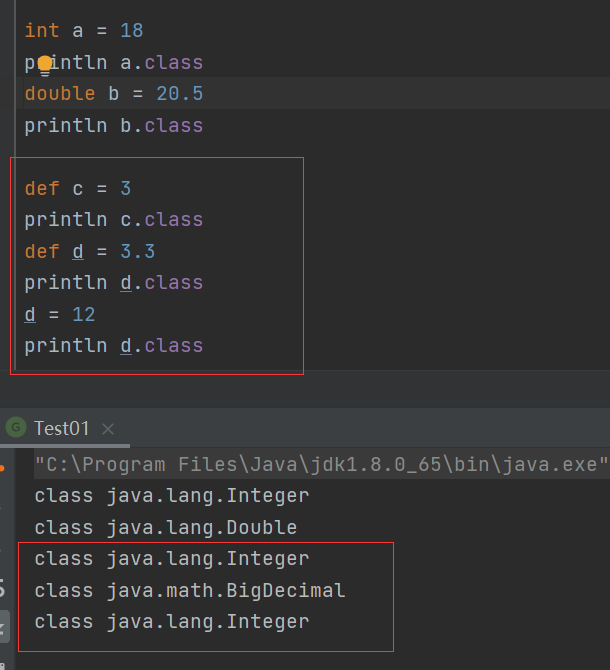 int a = 18
println a.class
double b = 20.5
println b.class
def c = 3
println c.class
def d = 3.3
println d.class
d = 12
println d.class
G Test01 ×
"C:\Program Files\Java\jdk1.8.0_65\bin\java.exe"
class java.lang.Integer
class java.lang.Double
class java.lang.Integer
class java.math.BigDecimal
class java.lang.Integer